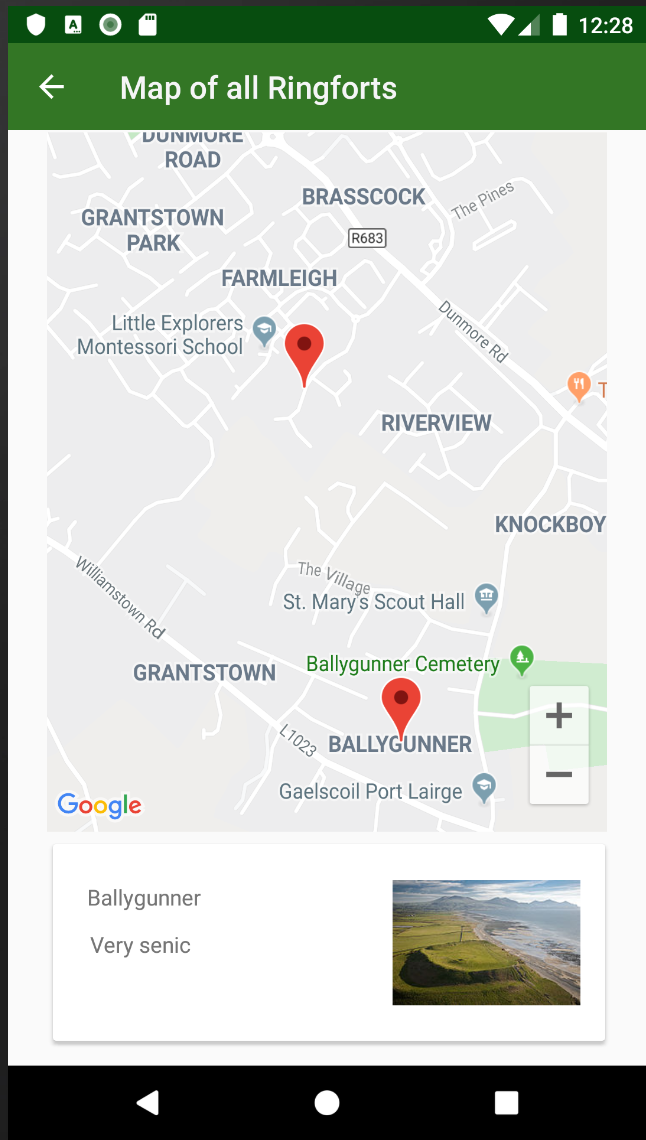 12:28
Map of all Ringforts
DUNMORE
ROAD
BRASSCOCK
The Pines
GRANTSTOWN
PARK
R683
FARMLEIGH
Little Explorers
Montessori School
Dunmore Rd
T
RIVERVIEW
KNOCKBOY
Williamstown Rd
The Village
St. Mary's Scout Hall
Ballygunner Cemetery
GRANTSTOWN
L1023
BALLYGUNNER
Gaelscoil Port Lairge
Google
Ballygunner
Very senic